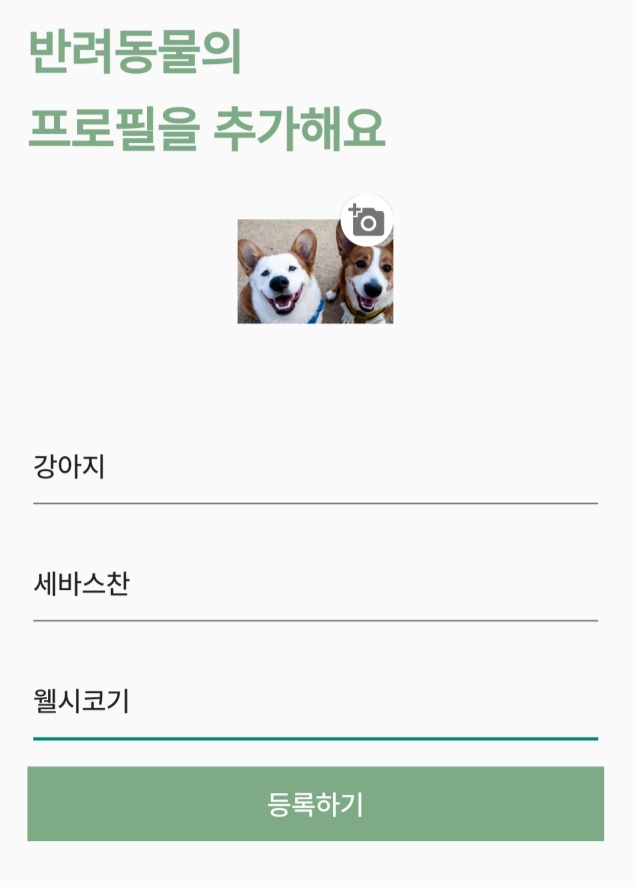 반려동물의
프로필을 추가해요
강아지
세바스찬
웰시코기
등록하기